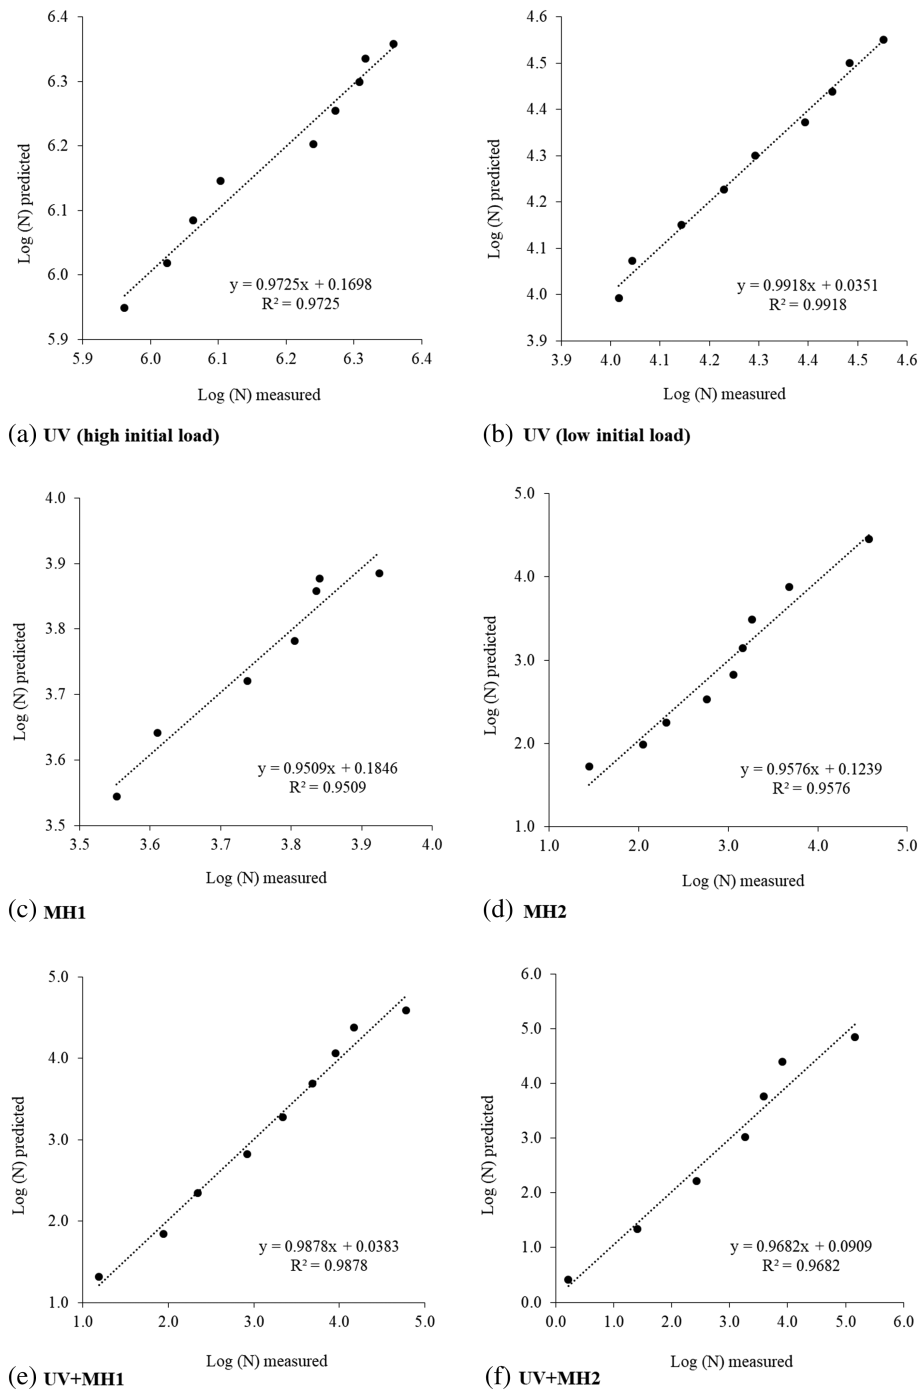 6.4
6.3
6.2
6.1
6.0
5.9
Log (N) predicted
y = 0.9725x + 0.1698
R² = 0.9725
5.9 6.0 6.1 6.2 6.3 6.4
Log (N) measured
(a) UV (high initial load)
4.6
4.5
4.4
4.3
4.2
4.1
4.0
3.9
Log (N) predicted
y = 0.9918x + 0.0351
R² = 0.9918
3.9 4.0 4.1 4.2 4.3 4.4 4.5 4.6
Log (N) measured
(b) UV (low initial load)
4.0
3.9
3.8
3.7
3.6
3.5
Log (N) predicted
y = 0.9509x + 0.1846
R² = 0.9509
3.5 3.6 3.7 3.8 3.9 4.0
Log (N) measured
(c) MH1
5.0
4.0
3.0
2.0
1.0
Log (N) predicted
y = 0.9576x + 0.1239
R² = 0.9576
1.0 2.0 3.0 4.0 5.0
Log (N) measured
(d) MH2
5.0
4.0
3.0
2.0
1.0
Log (N) predicted
y = 0.9878x + 0.0383
R² = 0.9878
1.0 2.0 3.0 4.0 5.0
Log (N) measured
(e) UV+MH1
6.0
5.0
4.0
3.0
2.0
1.0
0.0
Log (N) predicted
y = 0.9682x + 0.0909
R² = 0.9682
0.0 1.0 2.0 3.0 4.0 5.0 6.0
Log (N) measured
(f) UV+MH2